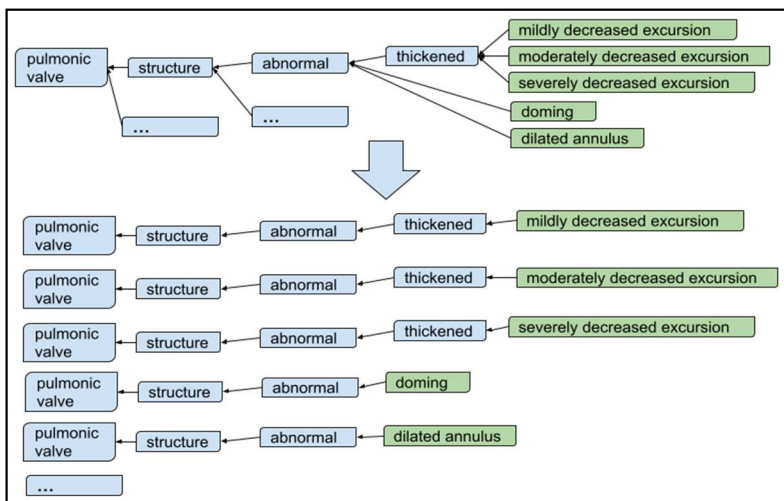 mildly decreased excursion
pulmonic
valve
structure
abnormal
thickened
moderately decreased excursion
severely decreased excursion
...
...
doming
dilated annulus
pulmonic
valve
structure
abnormal
thickened
mildly decreased excursion
pulmonic
valve
structure
abnormal
thickened
moderately decreased excursion
pulmonic
valve
structure
abnormal
thickened
severely decreased excursion
pulmonic
valve
structure
abnormal
doming
pulmonic
valve
structure
abnormal
dilated annulus
...